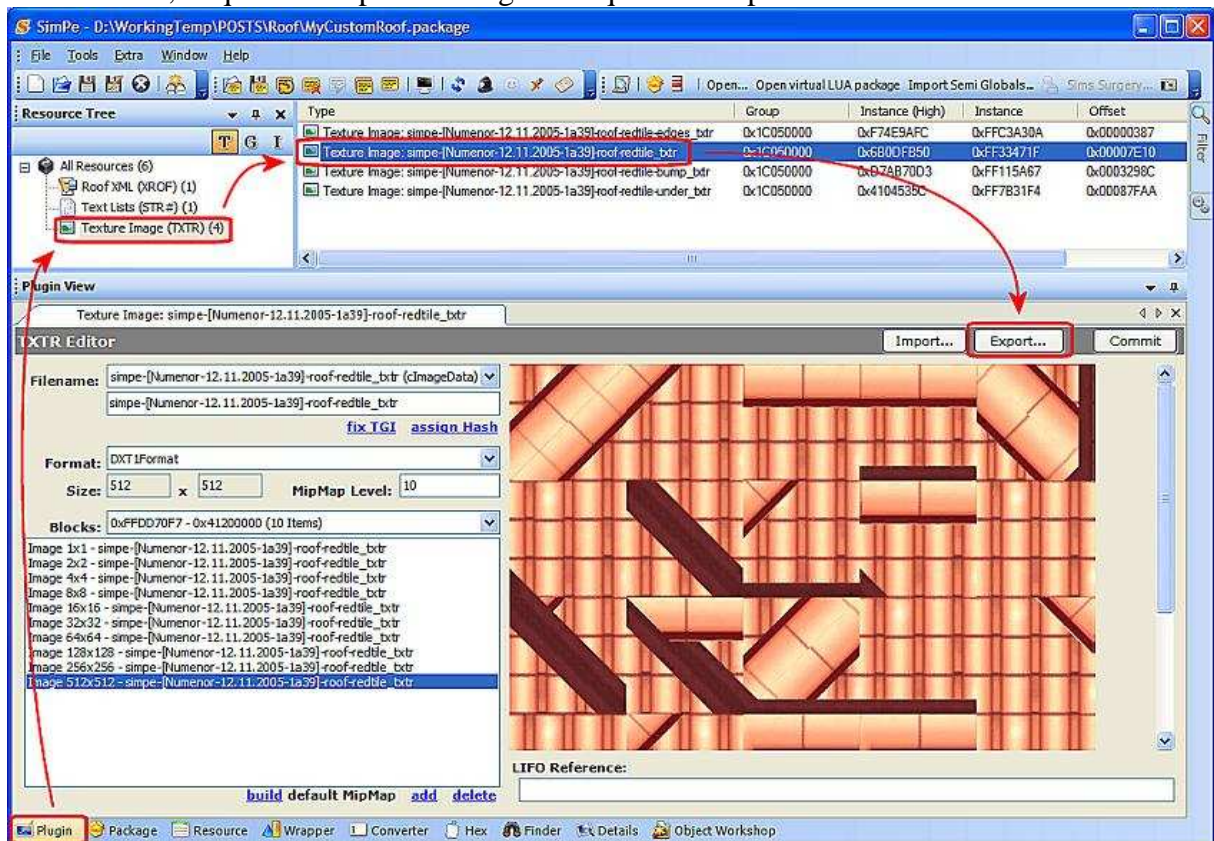 SimPe - D:\WorkingTemp\POSTS\Roof\MyCustomRoof.package
File Tools Extra Window Help
Open... Open virtual LUA package Import Semi Globals... Sims Surgery...
Resource Tree
T G I
All Resources (6)
Roof XML (XROF) (1)
Text Lists (STR#) (1)
Texture Image (TXTR) (4)
Type Group Instance (High) Instance Offset
Texture Image: simpe-[Numenor-12.11.2005-1a39]-roof-redtile-edges_txtr 0x1C050000 0xF74E9AFC 0xFFC3A30A 0x00000387
Texture Image: simpe-[Numenor-12.11.2005-1a39]-roof-redtile_txtr 0x1C050000 0x6B0DFB50 0xFF33471F 0x00007E10
Texture Image: simpe-[Numenor-12.11.2005-1a39]-roof-redtile-bump_txtr 0x1C050000 0xD7AB70D3 0xFF115A67 0x0003298C
Texture Image: simpe-[Numenor-12.11.2005-1a39]-roof-redtile-under_txtr 0x1C050000 0x4104535C 0xFF7B31F4 0x00087FAA
Filter
Plugin View
Texture Image: simpe-[Numenor-12.11.2005-1a39]-roof-redtile_txtr
TXTR Editor
Import... Export... Commit
Filename: simpe-[Numenor-12.11.2005-1a39]-roof-redtile_txtr (cImageData)
simpe-[Numenor-12.11.2005-1a39]-roof-redtile_txtr
fix TGI assign Hash
Format: DXT1Format
Size: 512 x 512 MipMap Level: 10
Blocks: 0xFFDD70F7 - 0x41200000 (10 Items)
Image 1x1 - simpe-[Numenor-12.11.2005-1a39]-roof-redtile_txtr
Image 2x2 - simpe-[Numenor-12.11.2005-1a39]-roof-redtile_txtr
Image 4x4 - simpe-[Numenor-12.11.2005-1a39]-roof-redtile_txtr
Image 8x8 - simpe-[Numenor-12.11.2005-1a39]-roof-redtile_txtr
Image 16x16 - simpe-[Numenor-12.11.2005-1a39]-roof-redtile_txtr
Image 32x32 - simpe-[Numenor-12.11.2005-1a39]-roof-redtile_txtr
Image 64x64 - simpe-[Numenor-12.11.2005-1a39]-roof-redtile_txtr
Image 128x128 - simpe-[Numenor-12.11.2005-1a39]-roof-redtile_txtr
Image 256x256 - simpe-[Numenor-12.11.2005-1a39]-roof-redtile_txtr
Image 512x512 - simpe-[Numenor-12.11.2005-1a39]-roof-redtile_txtr
LIFO Reference:
build default MipMap add delete
Plugin Package Resource Wrapper Converter Hex Finder Details Object Workshop